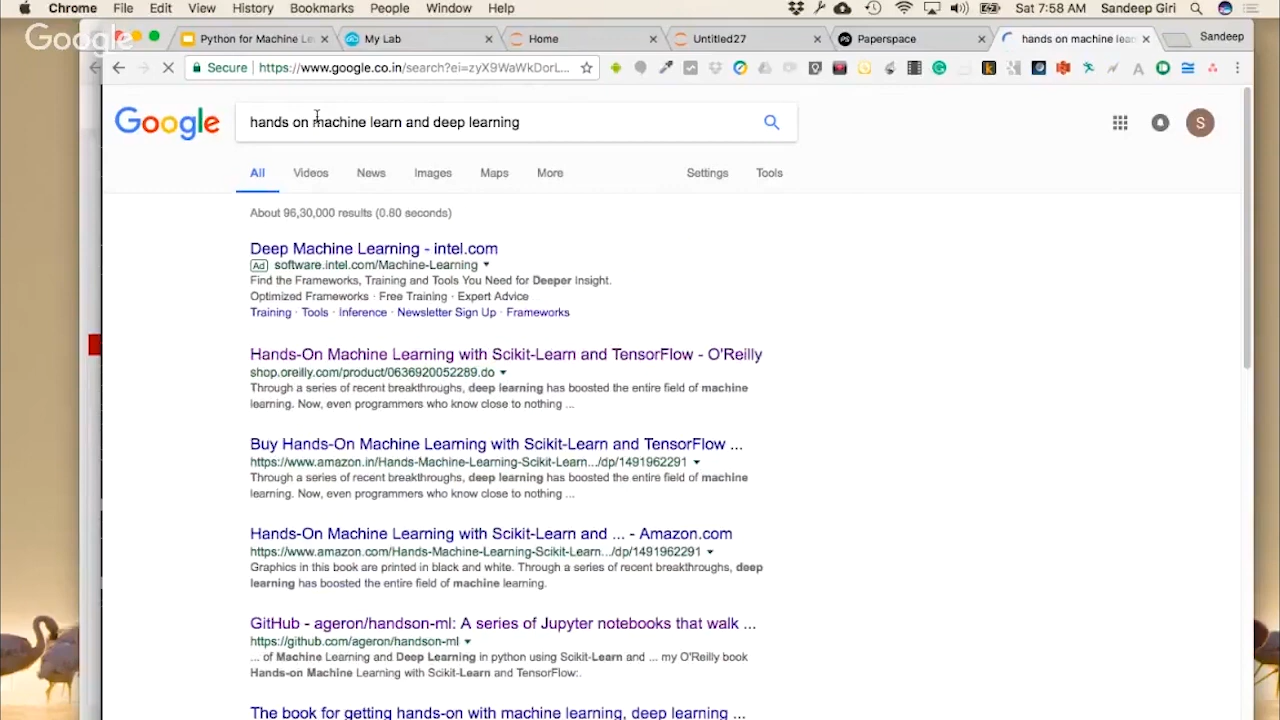 Chrome File Edit View History Bookmarks People Window Help Sat 7:58 AM Sandeep Giri
Google
Python for Machine Le My Lab Home Untitled27 Paperspace hands on machine lear Sandeep
Secure https://www.google.co.in/search?ei=zyX9WaWkDorL...
Google hands on machine learn and deep learning S
All Videos News Images Maps More Settings Tools
About 96,30,000 results (0.80 seconds)
Deep Machine Learning - intel.com
Ad software.intel.com/Machine-Learning
Find the Frameworks, Training and Tools You Need for Deeper Insight.
Optimized Frameworks · Free Training · Expert Advice
Training · Tools · Inference · Newsletter Sign Up · Frameworks
Hands-On Machine Learning with Scikit-Learn and TensorFlow - O'Reilly
shop.oreilly.com/product/0636920052289.do
Through a series of recent breakthroughs, deep learning has boosted the entire field of machine
learning. Now, even programmers who know close to nothing ...
Buy Hands-On Machine Learning with Scikit-Learn and TensorFlow ...
https://www.amazon.in/Hands-Machine-Learning-Scikit-Learn.../dp/1491962291
Through a series of recent breakthroughs, deep learning has boosted the entire field of machine
learning. Now, even programmers who know close to nothing ...
Hands-On Machine Learning with Scikit-Learn and ... - Amazon.com
https://www.amazon.com/Hands-Machine-Learning-Scikit-Learn.../dp/1491962291
Graphics in this book are printed in black and white. Through a series of recent breakthroughs, deep
learning has boosted the entire field of machine learning.
GitHub - ageron/handson-ml: A series of Jupyter notebooks that walk ...
https://github.com/ageron/handson-ml
... of Machine Learning and Deep Learning in python using Scikit-Learn and ... my O'Reilly book
Hands-on Machine Learning with Scikit-Learn and TensorFlow:.
The book for getting hands-on with machine learning, deep learning ...